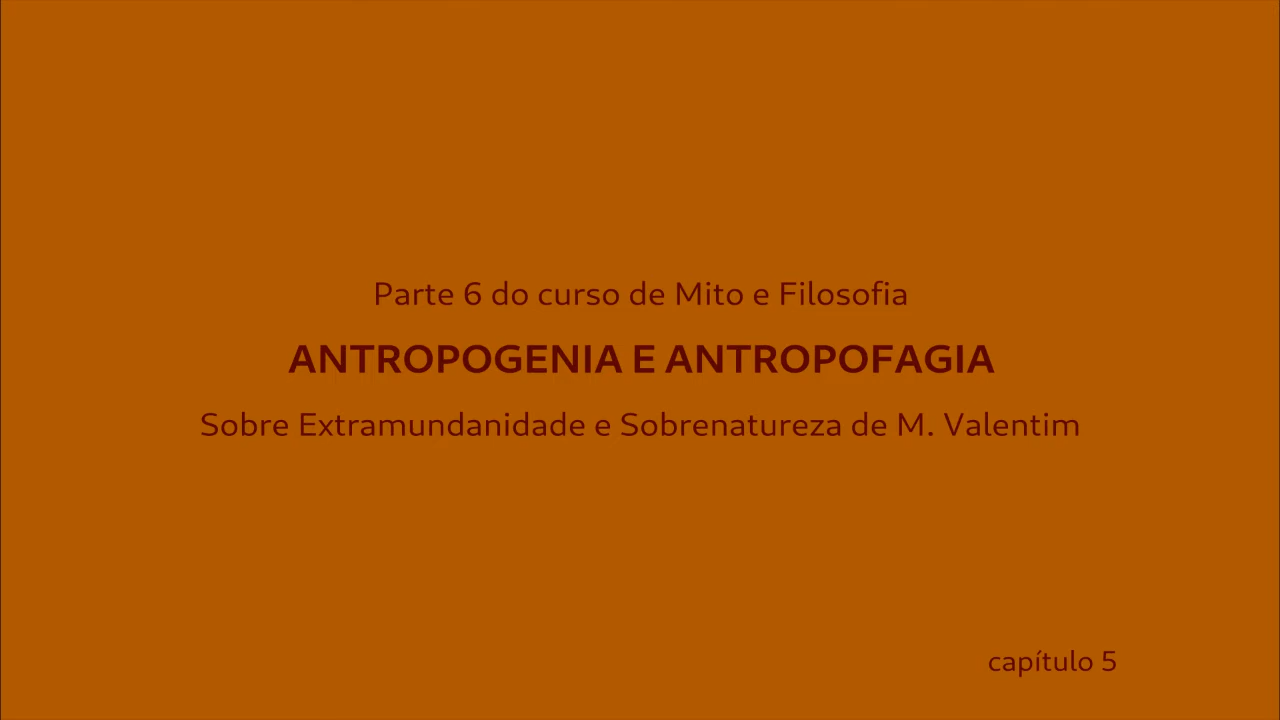 Parte 6 do curso de Mito e Filosofia
ANTROPOGENIA E ANTROPOFAGIA
Sobre Extramundanidade e Sobrenatureza de M. Valentim
capítulo 5